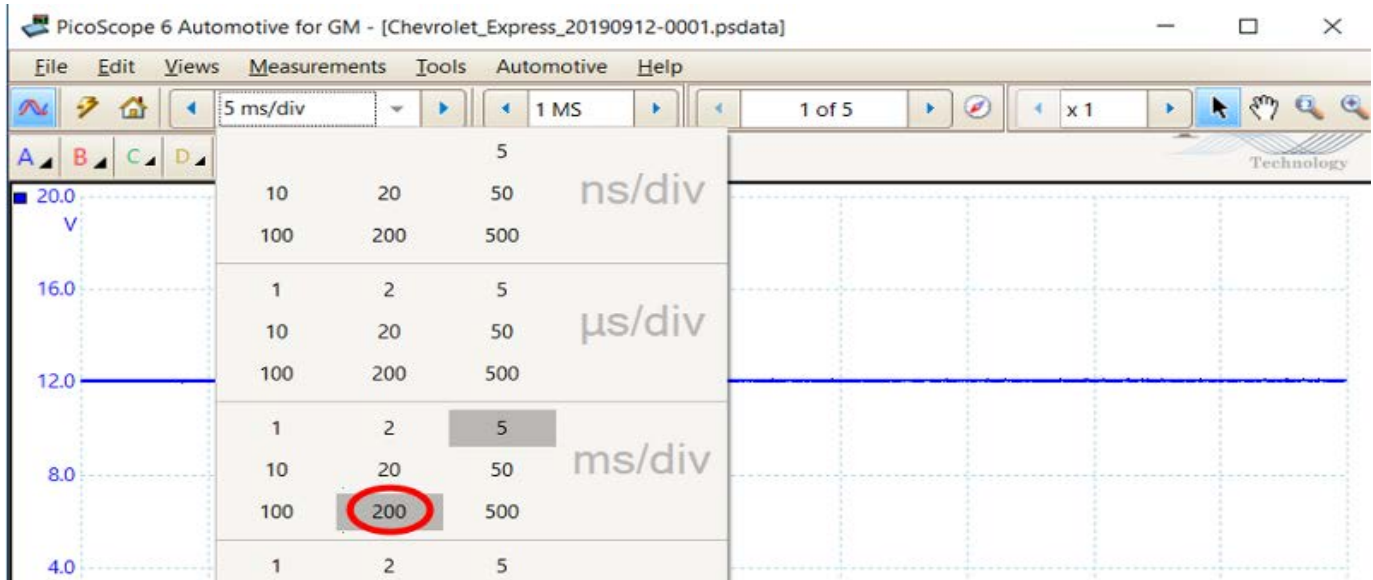 PicoScope 6 Automotive for GM - [Chevrolet_Express_20190912-0001.psdata]
File Edit Views Measurements Tools Automotive Help
5 ms/div 1 MS 1 of 5 x 1
A B C D
Technology
20.0
V
16.0
12.0
8.0
4.0
5
10 20 50 ns/div
100 200 500
1 2 5
10 20 50 µs/div
100 200 500
1 2 5
10 20 50 ms/div
100 200 500
1 2 5